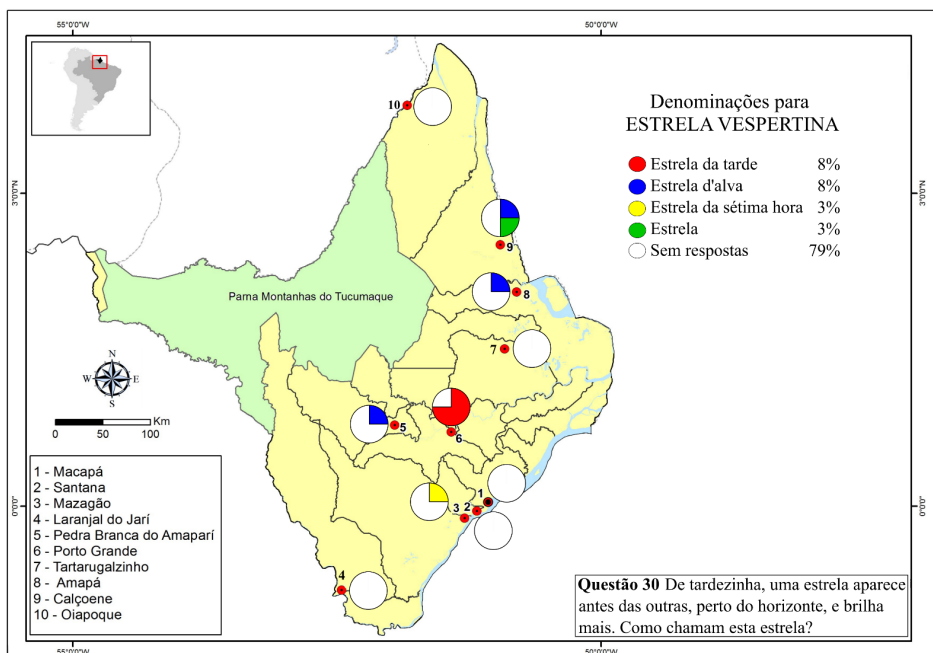 55°0'0"W
50°0'0"W
Denominações para
ESTRELA VESPERTINA
Estrela da tarde 8%
Estrela d'alva 8%
Estrela da sétima hora 3%
Estrela 3%
Sem respostas 79%
3°0'0"N
0°0'0"
3°0'0"N
0°0'0"
10
9
8
Parna Montanhas do Tucumaque
7
5
6
1
2
3
4
N
W E
S
Km
0 50 100
1 - Macapá
2 - Santana
3 - Mazagão
4 - Laranjal do Jarí
5 - Pedra Branca do Amaparí
6 - Porto Grande
7 - Tartarugalzinho
8 - Amapá
9 - Calçoene
10 - Oiapoque
Questão 30 De tardezinha, uma estrela aparece
antes das outras, perto do horizonte, e brilha
mais. Como chamam esta estrela?
55°0'0"W
50°0'0"W